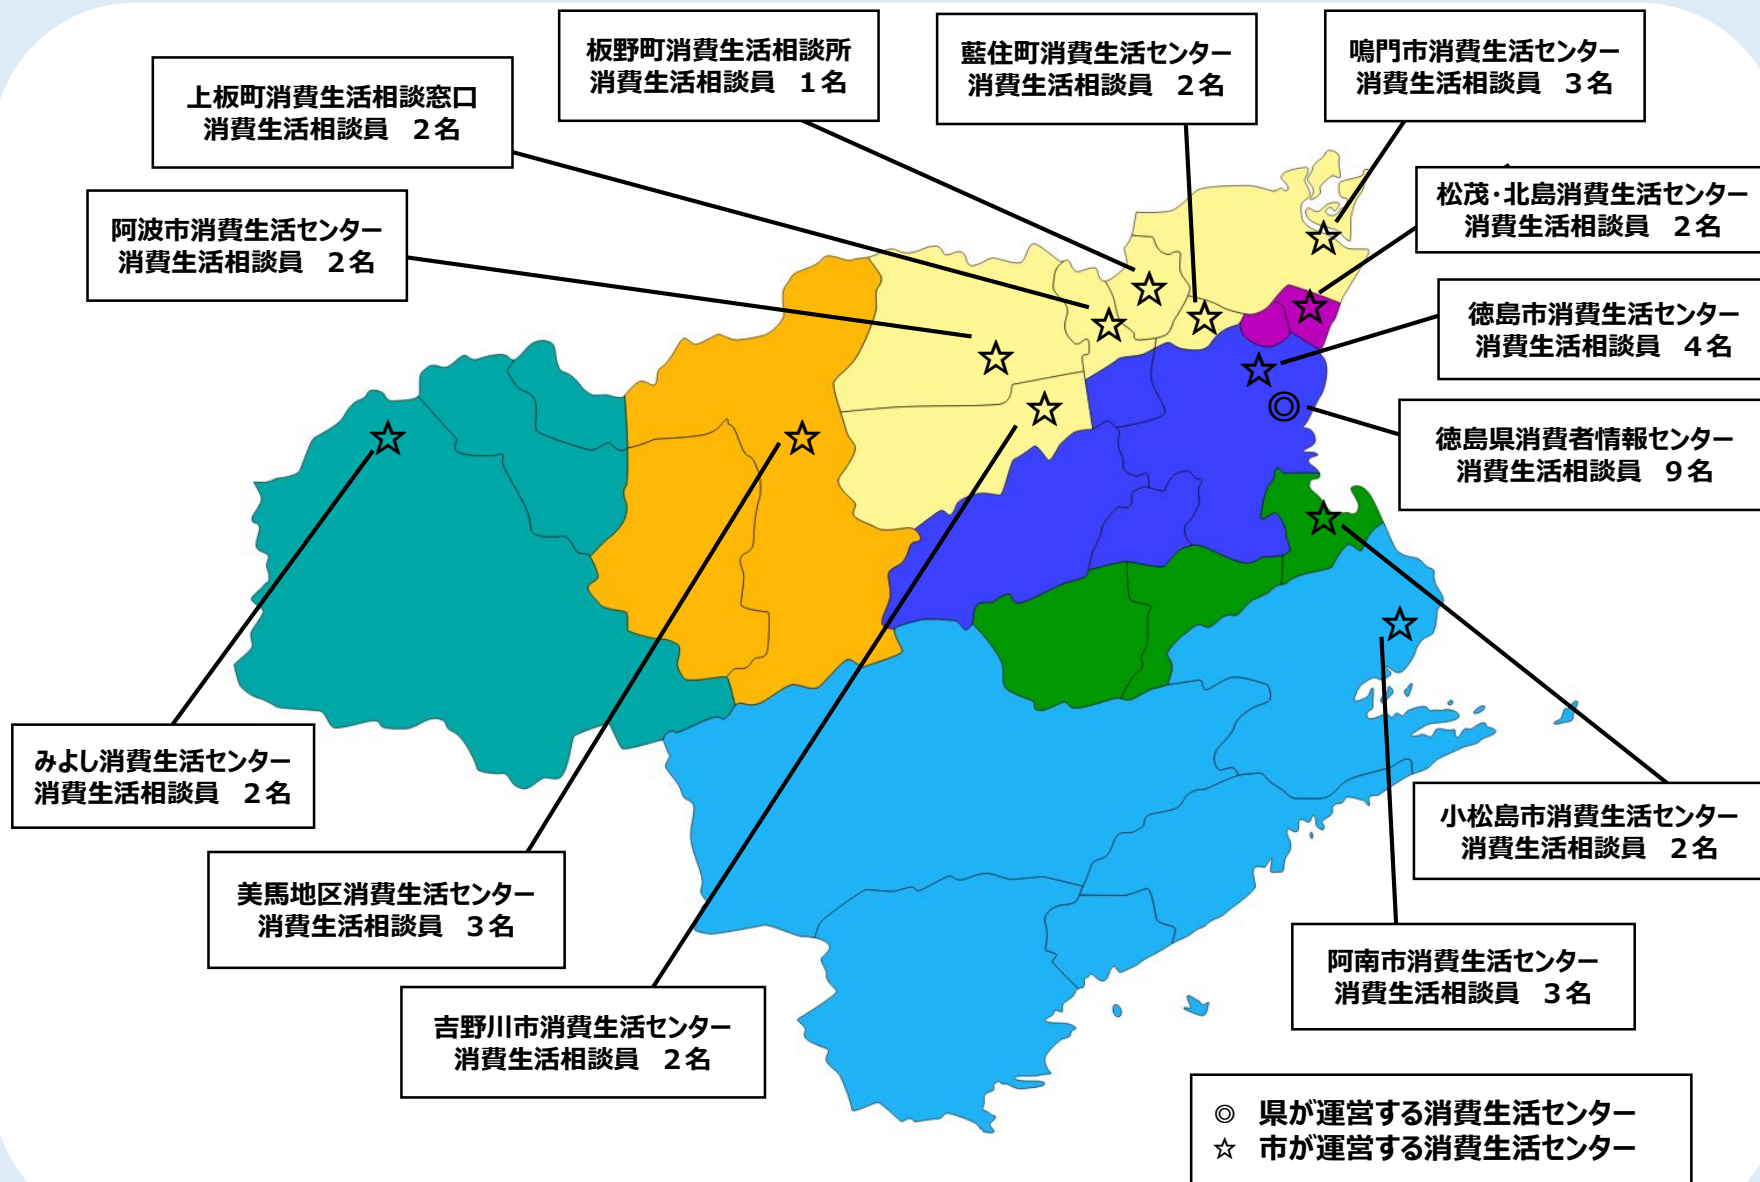 板野町消費生活相談所
消費生活相談員　1名
藍住町消費生活センター
消費生活相談員　2名
鳴門市消費生活センター
消費生活相談員　3名
上板町消費生活相談窓口
消費生活相談員　2名
松茂・北島消費生活センター
消費生活相談員　2名
阿波市消費生活センター
消費生活相談員　2名
徳島市消費生活センター
消費生活相談員　4名
徳島県消費者情報センター
消費生活相談員　9名
みよし消費生活センター
消費生活相談員　2名
小松島市消費生活センター
消費生活相談員　2名
美馬地区消費生活センター
消費生活相談員　3名
阿南市消費生活センター
消費生活相談員　3名
吉野川市消費生活センター
消費生活相談員　2名
◎　県が運営する消費生活センター
☆　市が運営する消費生活センター